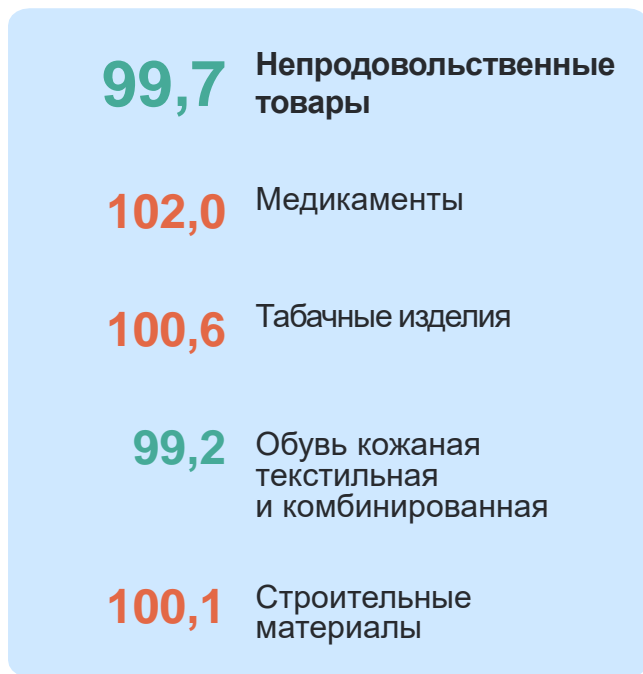 99,7 Непродовольственные
товары
102,0 Медикаменты
100,6 Табачные изделия
99,2 Обувь кожаная
текстильная
и комбинированная
100,1 Строительные
материалы